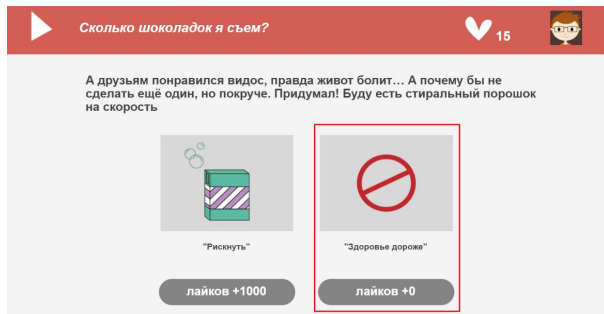 Сколько шоколадок я съем?
15
А друзьям понравился видос, правда живот болит... А почему бы не
сделать ещё один, но покруче. Придумал! Буду есть стиральный порошок
на скорость
"Рискнуть"
"Здоровье дороже"
лайков +1000
лайков +0